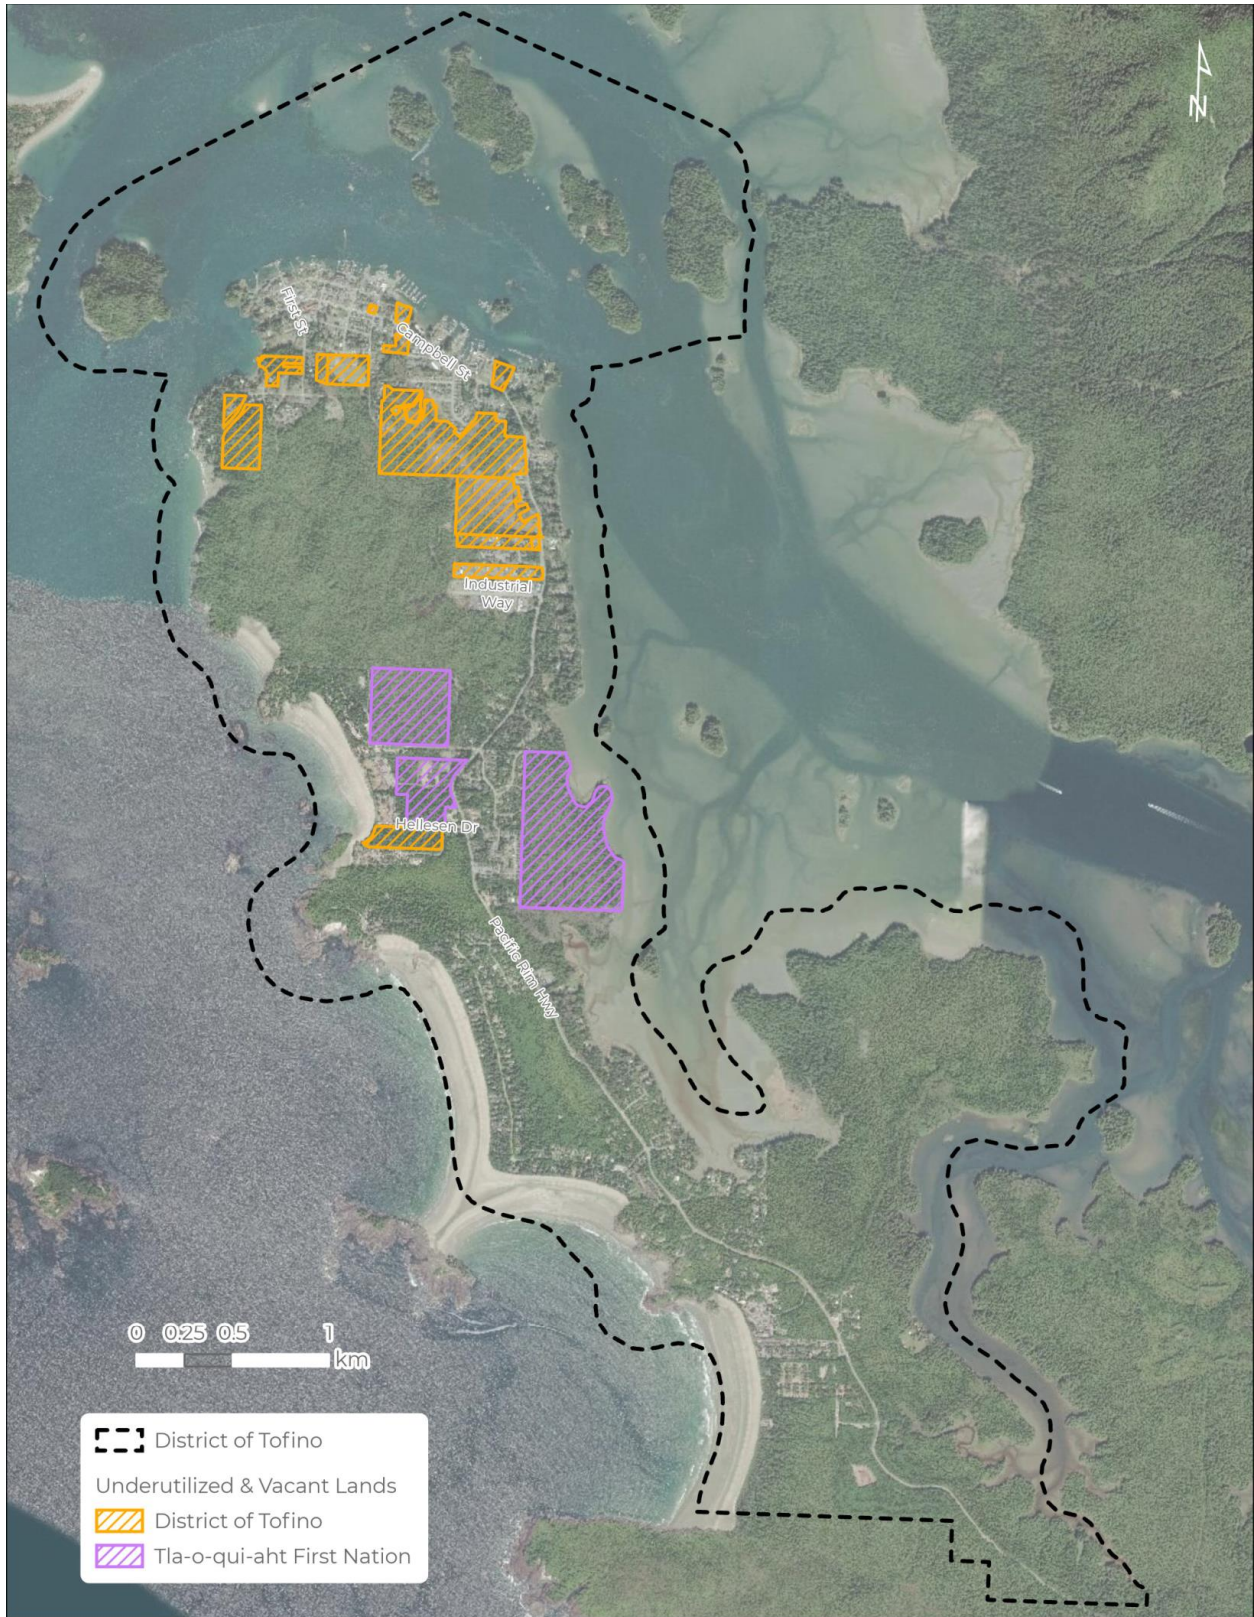 N
First St
Campbell St
Industrial
Way
Hellesen Dr
Pacific Rim Hwy
0 0.25 0.5 1
km
District of Tofino
Underutilized & Vacant Lands
District of Tofino
Tla-o-qui-aht First Nation